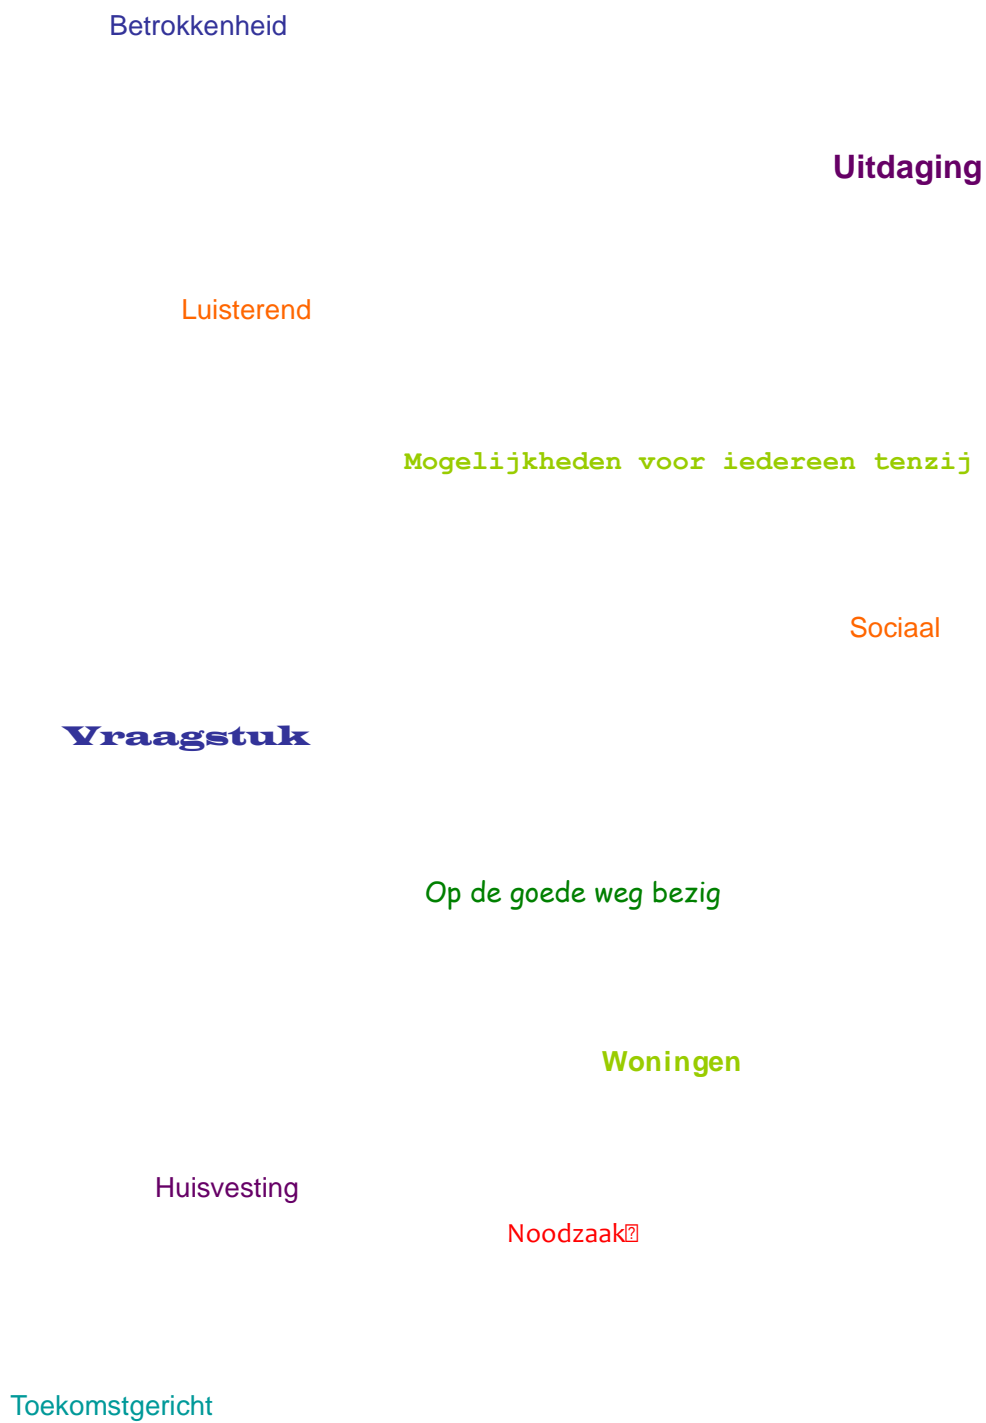 Betrokkenheid
Uitdaging
Luisterend
Mogelijkheden voor iedereen tenzij
Sociaal
Vraagstuk
Op de goede weg bezig
Woningen
Huisvesting
Noodzaak
Toekomstgericht